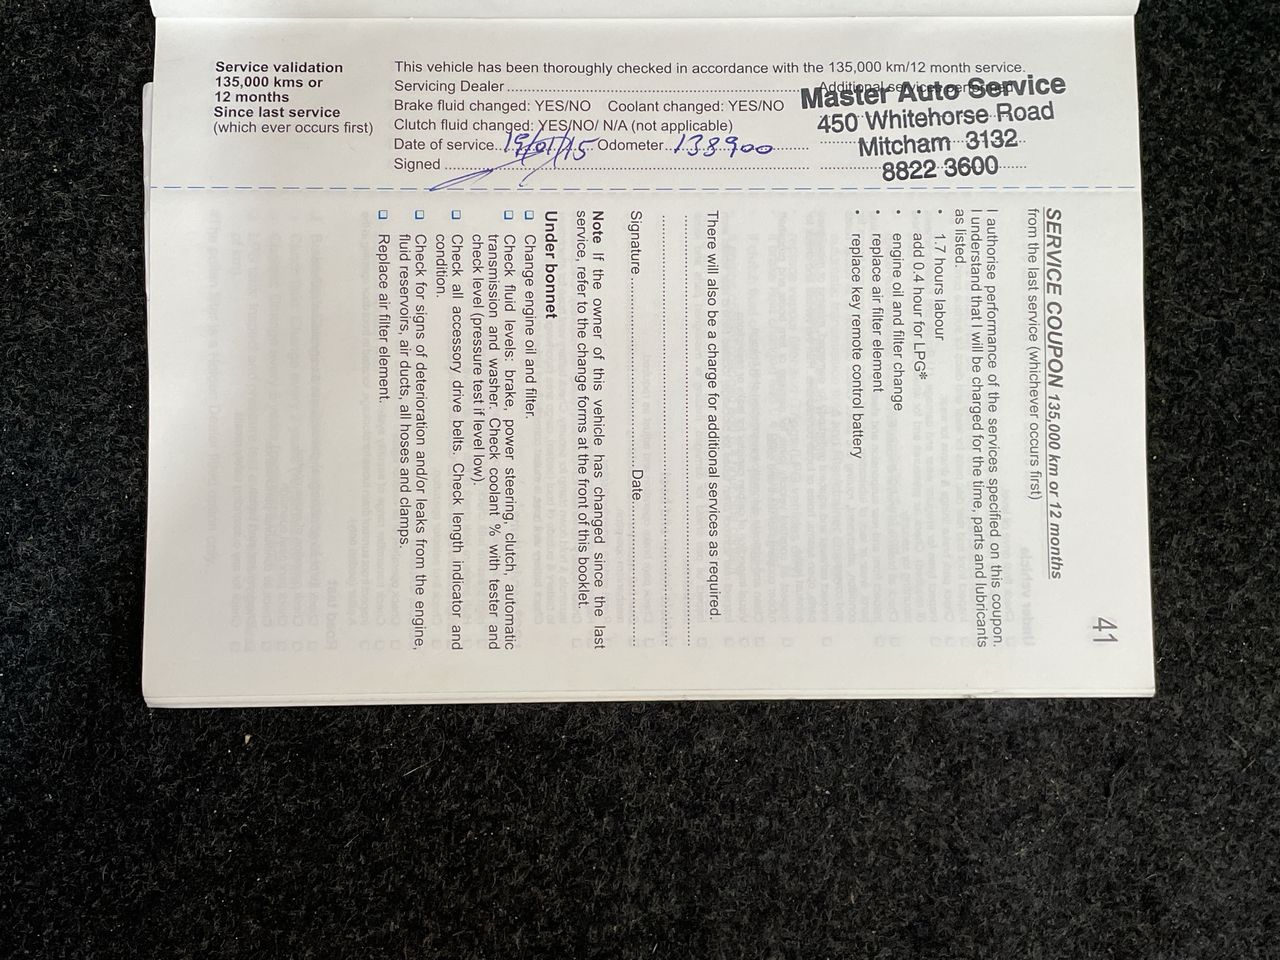 Service validation
135,000 kms or
12 months
Since last service
(which ever occurs first)
This vehicle has been thoroughly checked in accordance with the 135,000 km/12 month service.
Servicing Dealer
Brake fluid changed: YES/NO Coolant changed: YES/NO
Clutch fluid changed: YES/NO/ N/A (not applicable)
Date of service 19/01/15 Odometer 138900
Signed
Additional
Master Auto Service
450 Whitehorse Road
Mitcham 3132
8822 3600
41
SERVICE COUPON 135,000 km or 12 months
from the last service (whichever occurs first)
I authorise performance of the services specified on this coupon.
I understand that I will be charged for the time, parts and lubricants
as listed.
• 1.7 hours labour
• add 0.4 hour for LPG*
• engine oil and filter change
• replace air filter element
• replace key remote control battery
There will also be a charge for additional services as required.
Signature Date
Note If the owner of this vehicle has changed since the last
service, refer to the change forms at the front of this booklet.
Under bonnet
❑ Change engine oil and filter.
❑ Check fluid levels: brake, power steering, clutch, automatic
transmission and washer. Check coolant % with tester and
check level (pressure test if level low).
❑ Check all accessory drive belts. Check length indicator and
condition.
❑ Check for signs of deterioration and/or leaks from the engine,
fluid reservoirs, air ducts, all hoses and clamps.
❑ Replace air filter element.